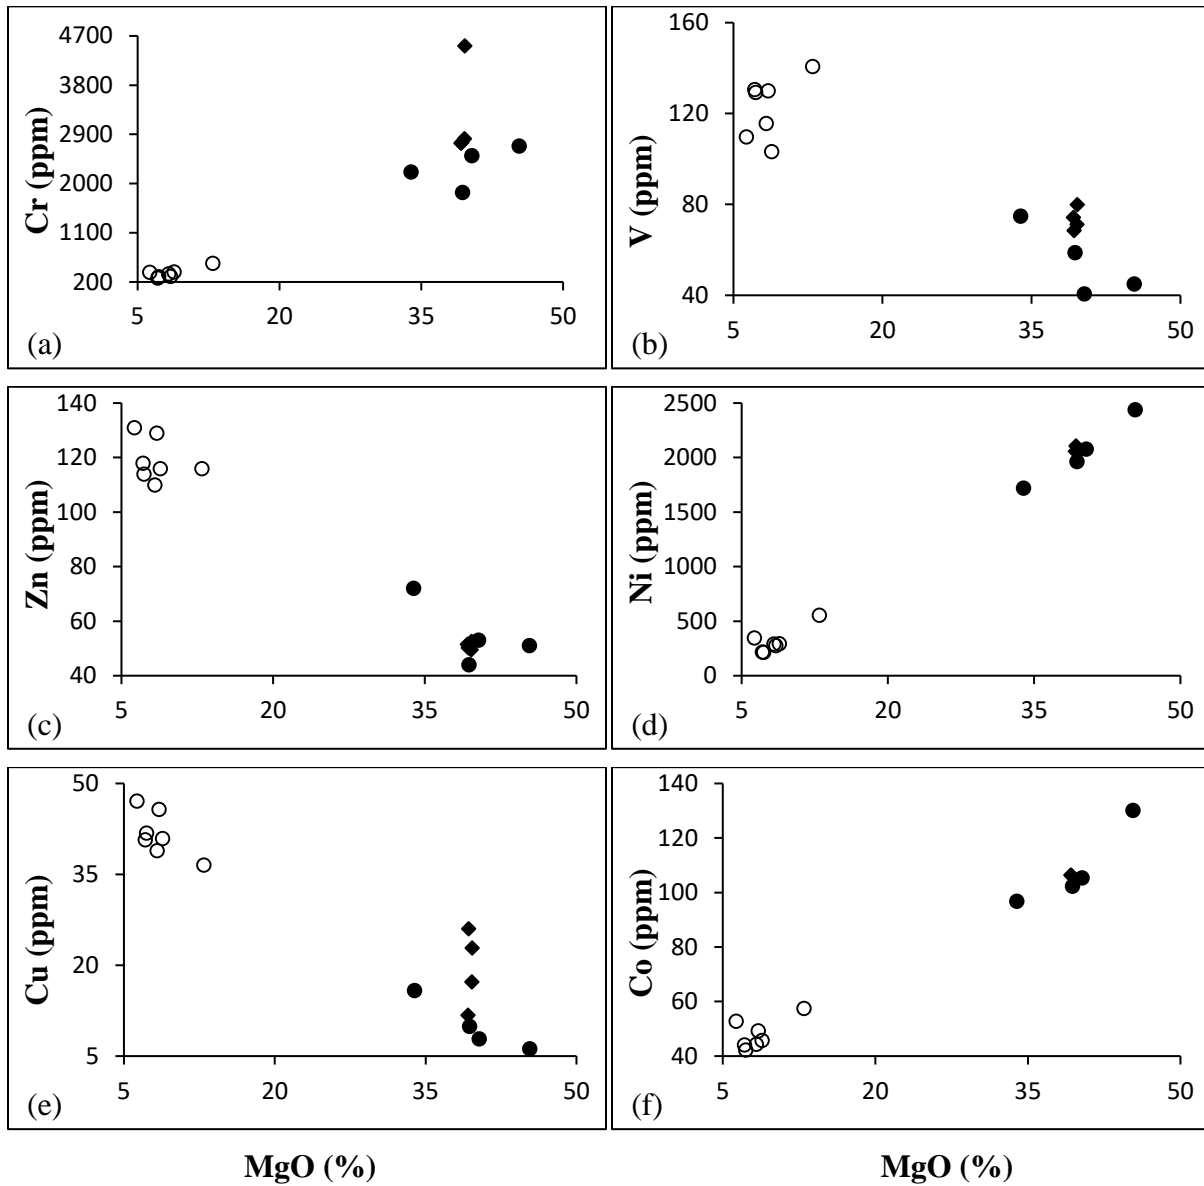 4700
3800
2900
2000
1100
200
5 20 35 50
Cr (ppm)
(a)
160
120
80
40
5 20 35 50
V (ppm)
(b)
140
120
100
80
60
40
5 20 35 50
Zn (ppm)
(c)
2500
2000
1500
1000
500
0
5 20 35 50
Ni (ppm)
(d)
50
35
20
5
5 20 35 50
Cu (ppm)
(e)
140
120
100
80
60
40
5 20 35 50
Co (ppm)
(f)
MgO (%) MgO (%)